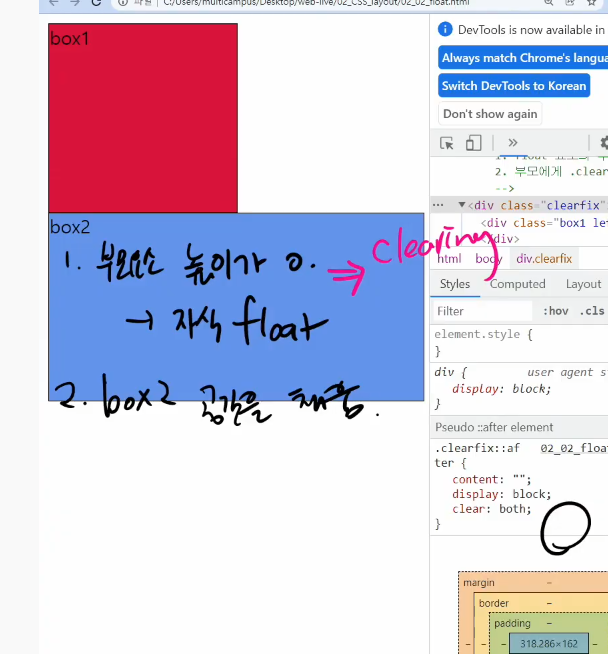 C:/Users/multicampus/Desktop/web-live/02_CSS_layout/02_02_float.html
box1
box2
1. 부모요소 높이가 0.
⇒ clearing
→ 자식 float
2. box2 공간을 채움.
DevTools is now available in
Always match Chrome's langua
Switch DevTools to Korean
Don't show again
»
2. 부모에게 .clear
-->
… ▼<div class="clearfix">
<div class="box1 le
</div>
html body div.clearfix
Styles Computed Layout
Filter :hov .cls
element.style {
}
div { user agent s
display: block;
}
Pseudo ::after element
.clearfix::af 02_02_floa
ter {
content: "";
display: block;
clear: both;
}
margin –
border –
padding –
– – – 318.286×162 –